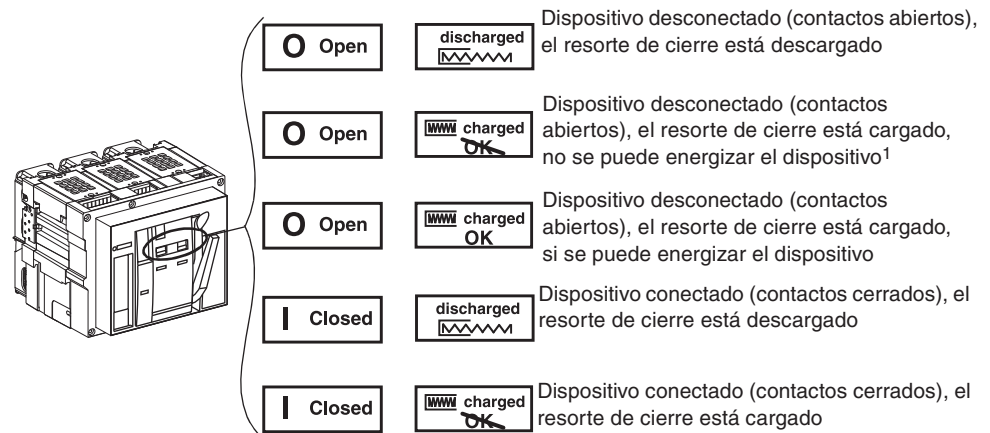 O Open
discharged
Dispositivo desconectado (contactos abiertos),
el resorte de cierre está descargado
O Open
charged
OK
Dispositivo desconectado (contactos
abiertos), el resorte de cierre está cargado,
no se puede energizar el dispositivo1
O Open
charged
OK
Dispositivo desconectado (contactos
abiertos), el resorte de cierre está cargado,
si se puede energizar el dispositivo
I Closed
discharged
Dispositivo conectado (contactos cerrados), el
resorte de cierre está descargado
I Closed
charged
OK
Dispositivo conectado (contactos cerrados), el
resorte de cierre está cargado